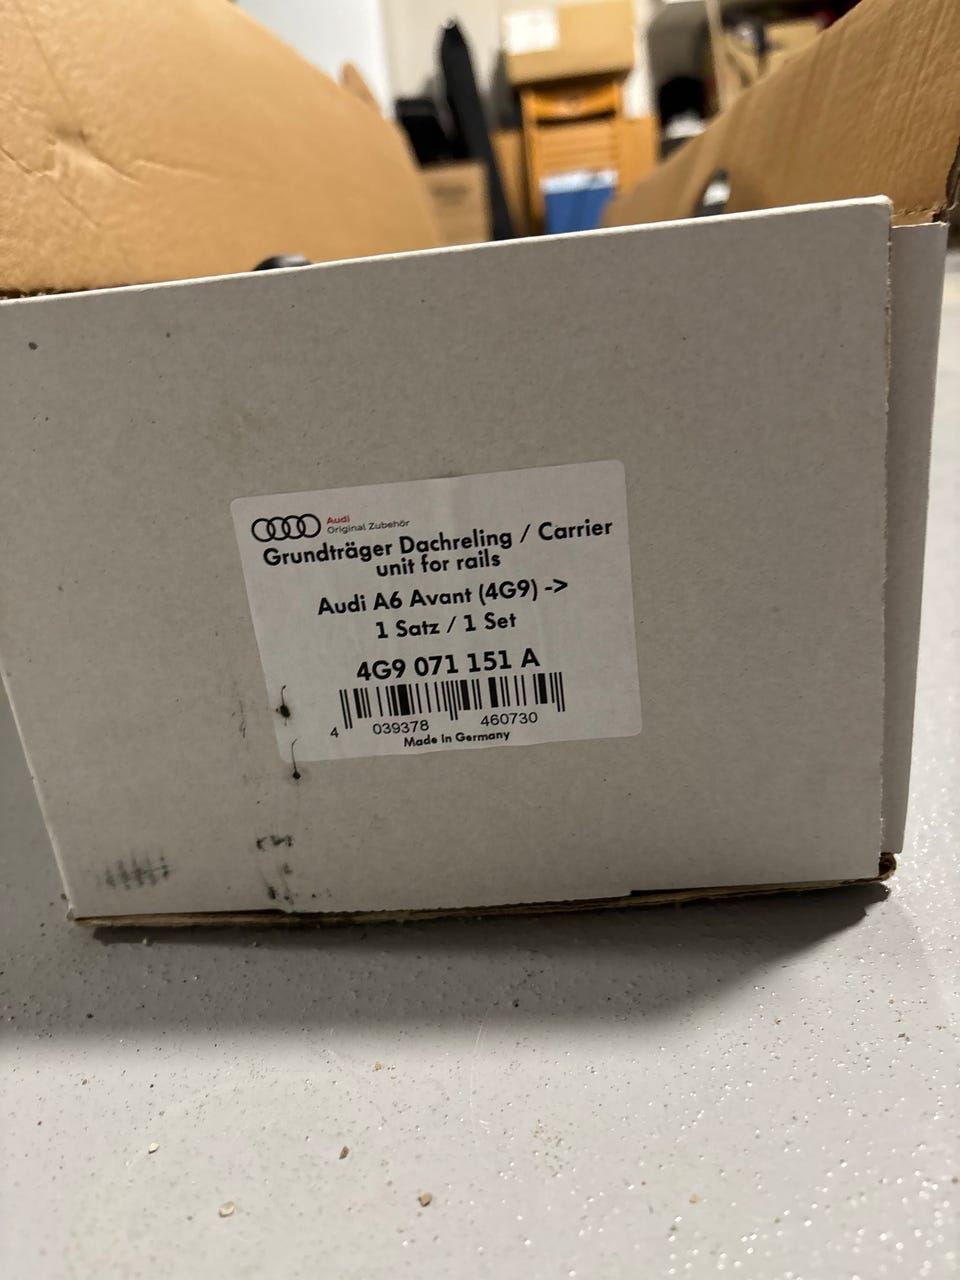 Audi
Original Zubehör
Grundträger Dachreling / Carrier
unit for rails
Audi A6 Avant (4G9) ->
1 Satz / 1 Set
4G9 071 151 A
4 039378 460730
Made in Germany